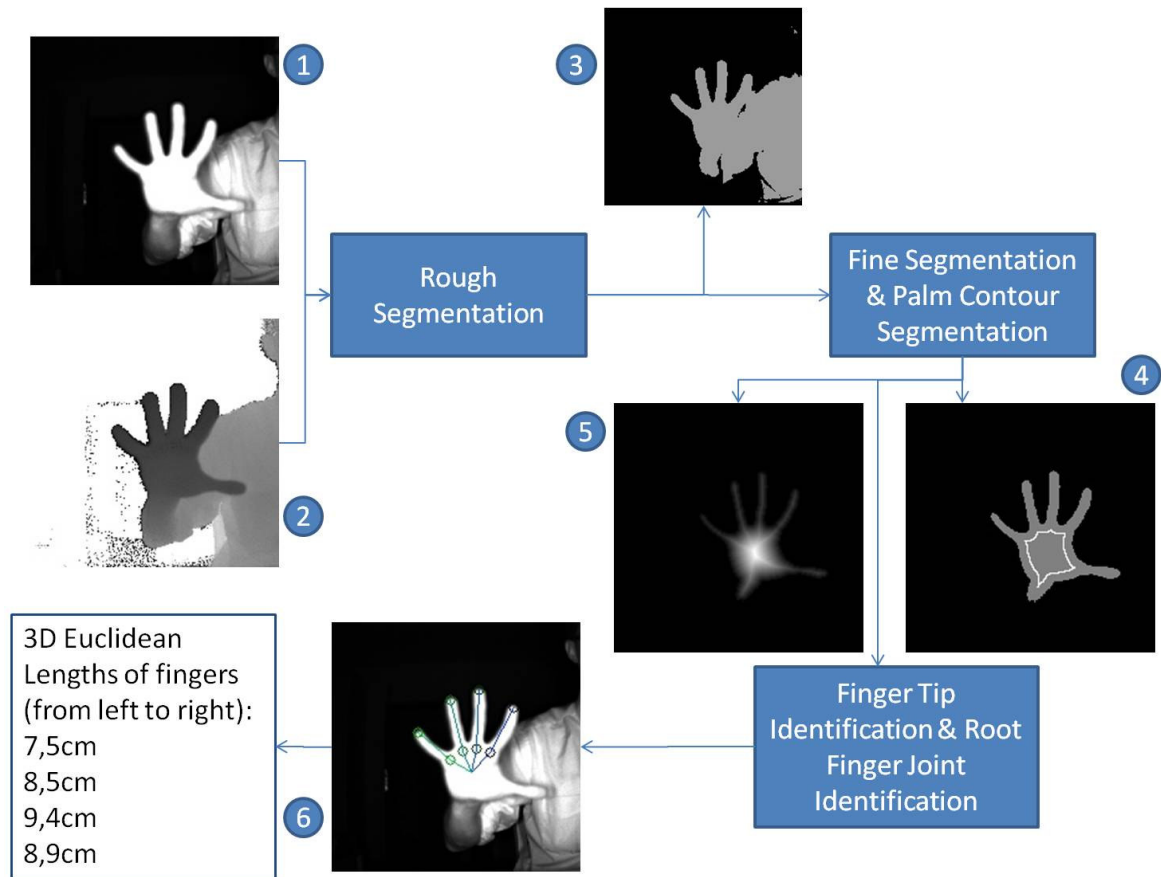 1
3
Rough
Segmentation
Fine Segmentation
& Palm Contour
Segmentation
4
5
2
3D Euclidean
Lengths of fingers
(from left to right):
7,5cm
8,5cm
9,4cm
8,9cm
6
Finger Tip
Identification & Root
Finger Joint
Identification